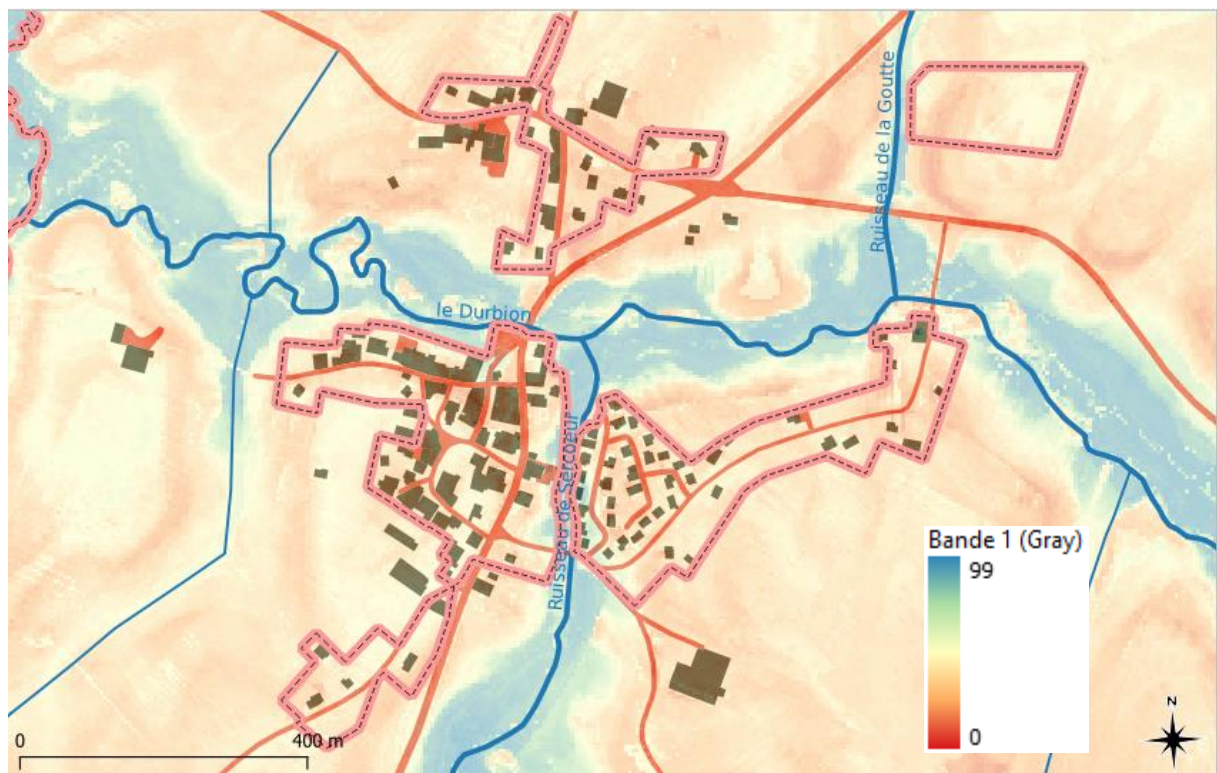 Ruisseau de la Goutte
le Durbion
Ruisseau de Sercoeur
Bande 1 (Gray)
99
0
0
400 m
N